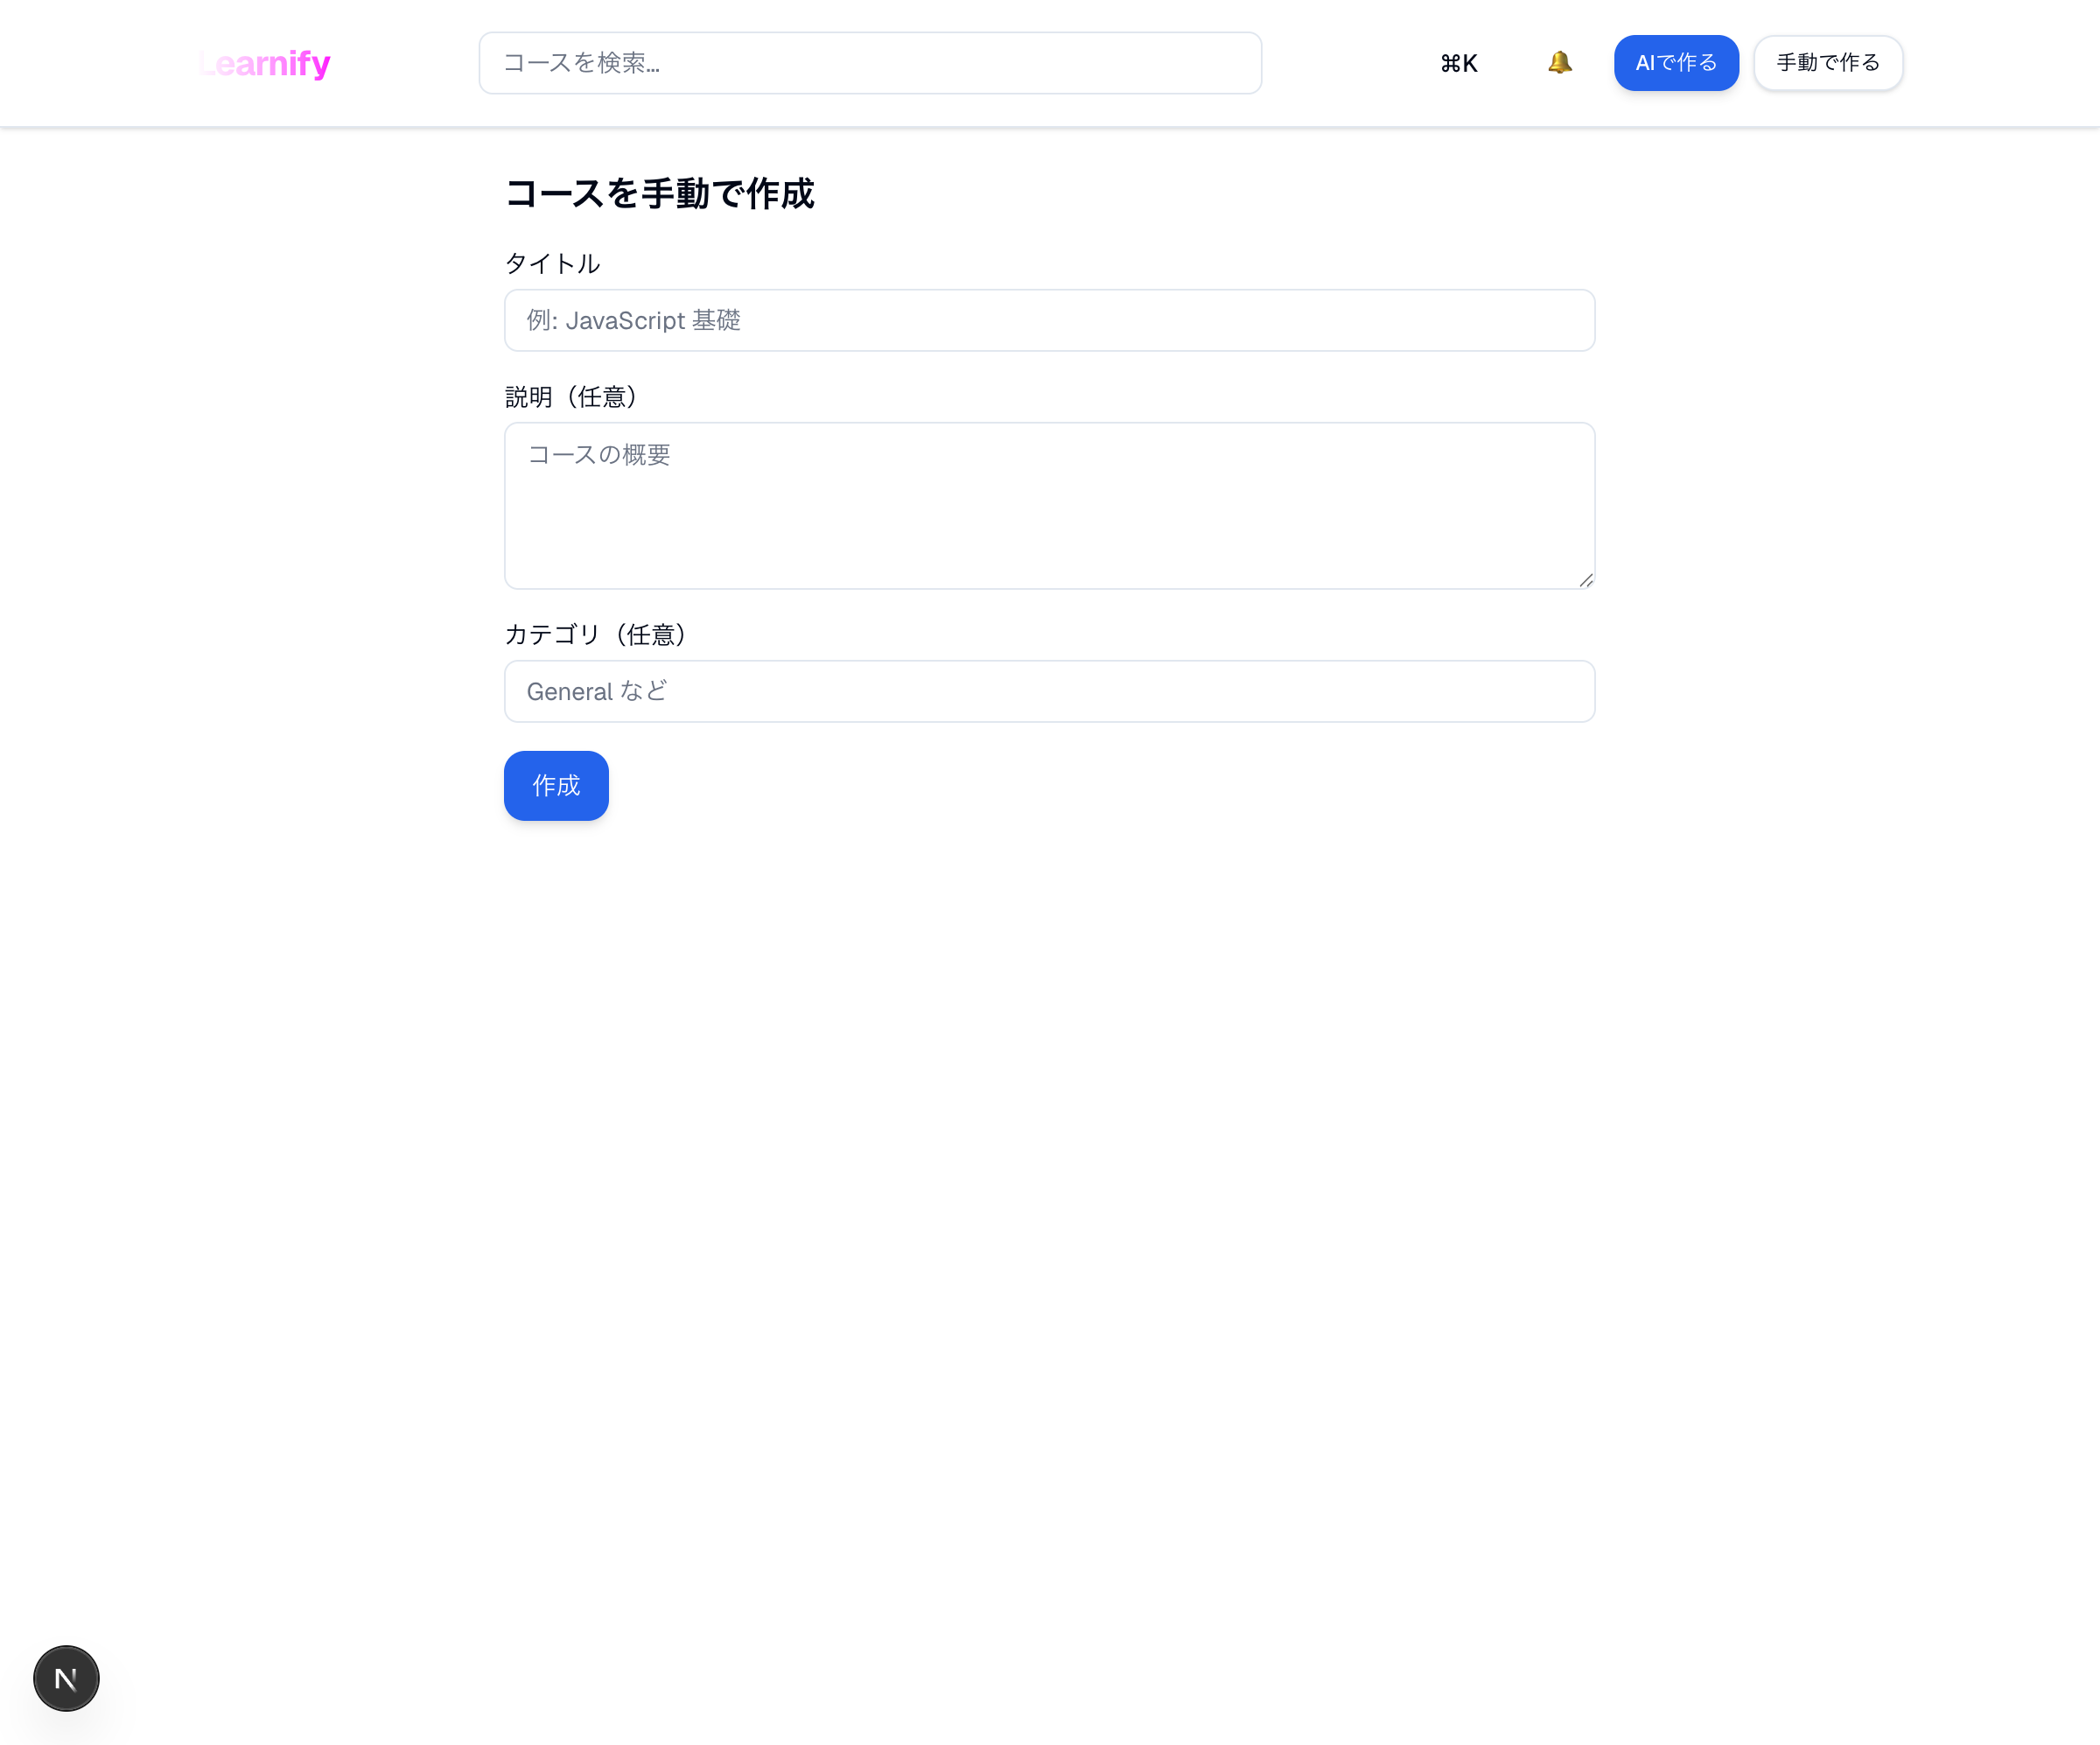 Learnify
コースを検索...
⌘K
AIで作る
手動で作る
コースを手動で作成
タイトル
例: JavaScript 基礎
説明（任意）
コースの概要
カテゴリ（任意）
General など
作成
N